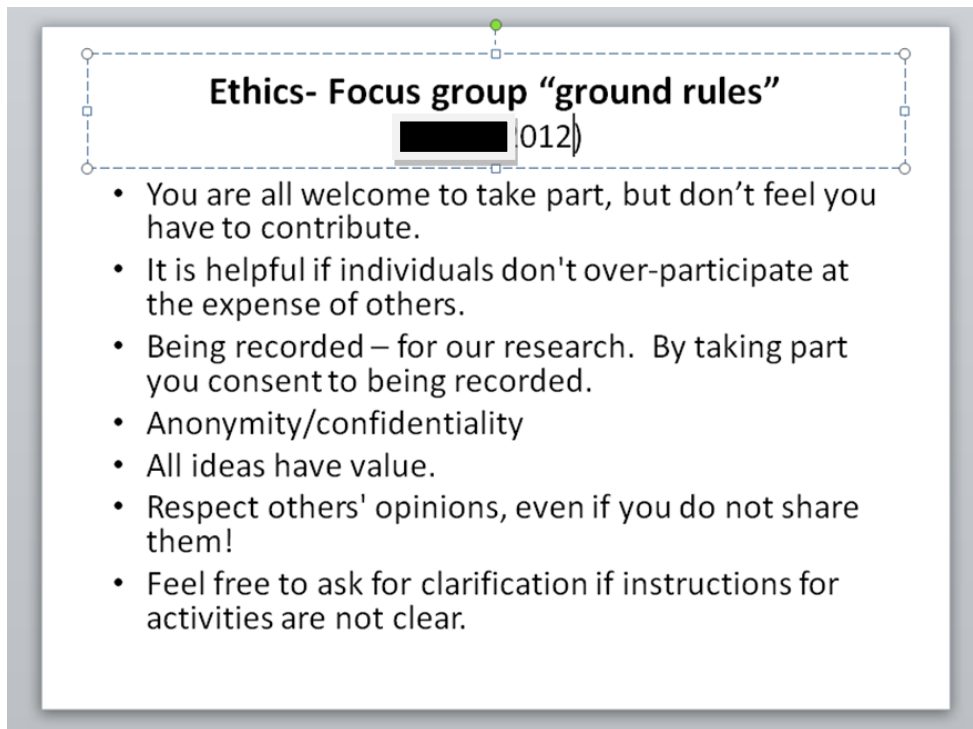 Ethics- Focus group “ground rules”
2012)
• You are all welcome to take part, but don’t feel you
have to contribute.
• It is helpful if individuals don't over-participate at
the expense of others.
• Being recorded – for our research.  By taking part
you consent to being recorded.
• Anonymity/confidentiality
• All ideas have value.
• Respect others' opinions, even if you do not share
them!
• Feel free to ask for clarification if instructions for
activities are not clear.